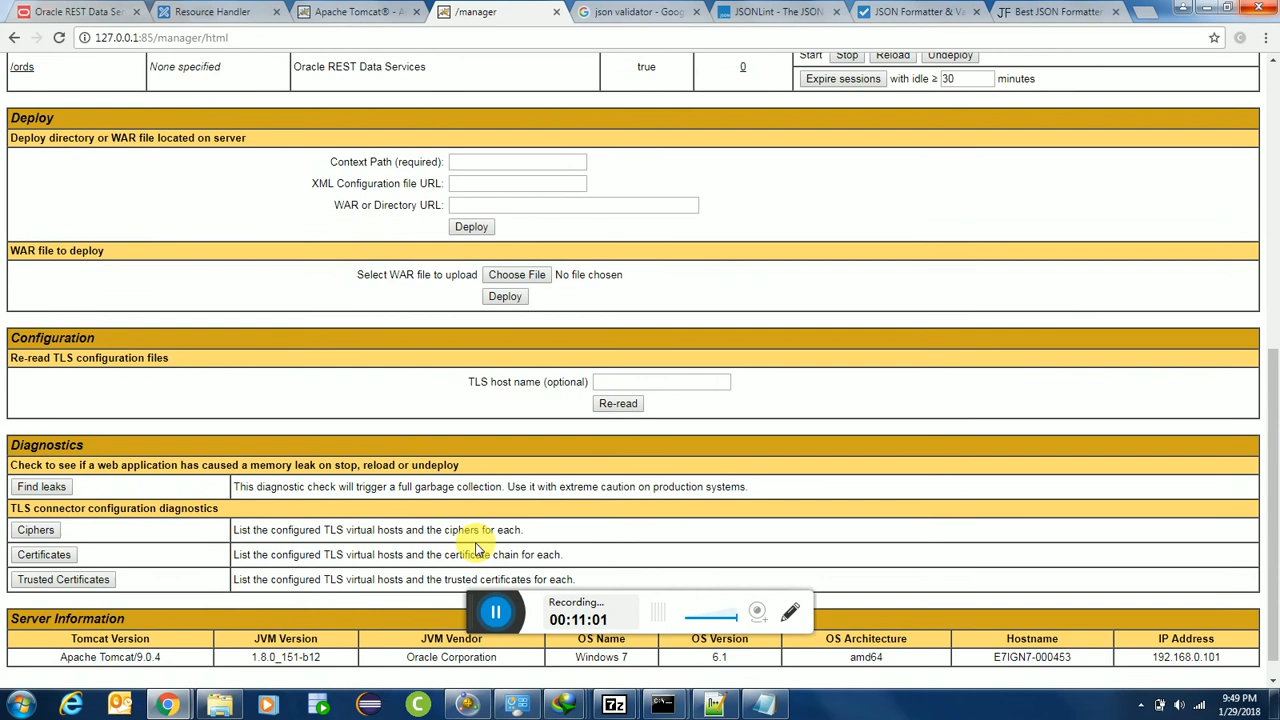 Oracle REST Data Serv
Resource Handler
Apache Tomcat® - A
/manager
json validator - Goog
JSONLint - The JSON
JSON Formatter & Va
Best JSON Formatter
127.0.0.1:85/manager/html
/ords
None specified
Oracle REST Data Services
true
0
Start Stop Reload Undeploy
Expire sessions with idle ≥ 30 minutes
Deploy
Deploy directory or WAR file located on server
Context Path (required):
XML Configuration file URL:
WAR or Directory URL:
Deploy
WAR file to deploy
Select WAR file to upload Choose File No file chosen
Deploy
Configuration
Re-read TLS configuration files
TLS host name (optional)
Re-read
Diagnostics
Check to see if a web application has caused a memory leak on stop, reload or undeploy
Find leaks This diagnostic check will trigger a full garbage collection. Use it with extreme caution on production systems.
TLS connector configuration diagnostics
Ciphers List the configured TLS virtual hosts and the ciphers for each.
Certificates List the configured TLS virtual hosts and the certificate chain for each.
Trusted Certificates List the configured TLS virtual hosts and the trusted certificates for each.
Recording...
00:11:01
Server Information
Tomcat Version JVM Version JVM Vendor OS Name OS Version OS Architecture Hostname IP Address
Apache Tomcat/9.0.4 1.8.0_151-b12 Oracle Corporation Windows 7 6.1 amd64 E7IGN7-000453 192.168.0.101
9:49 PM
1/29/2018